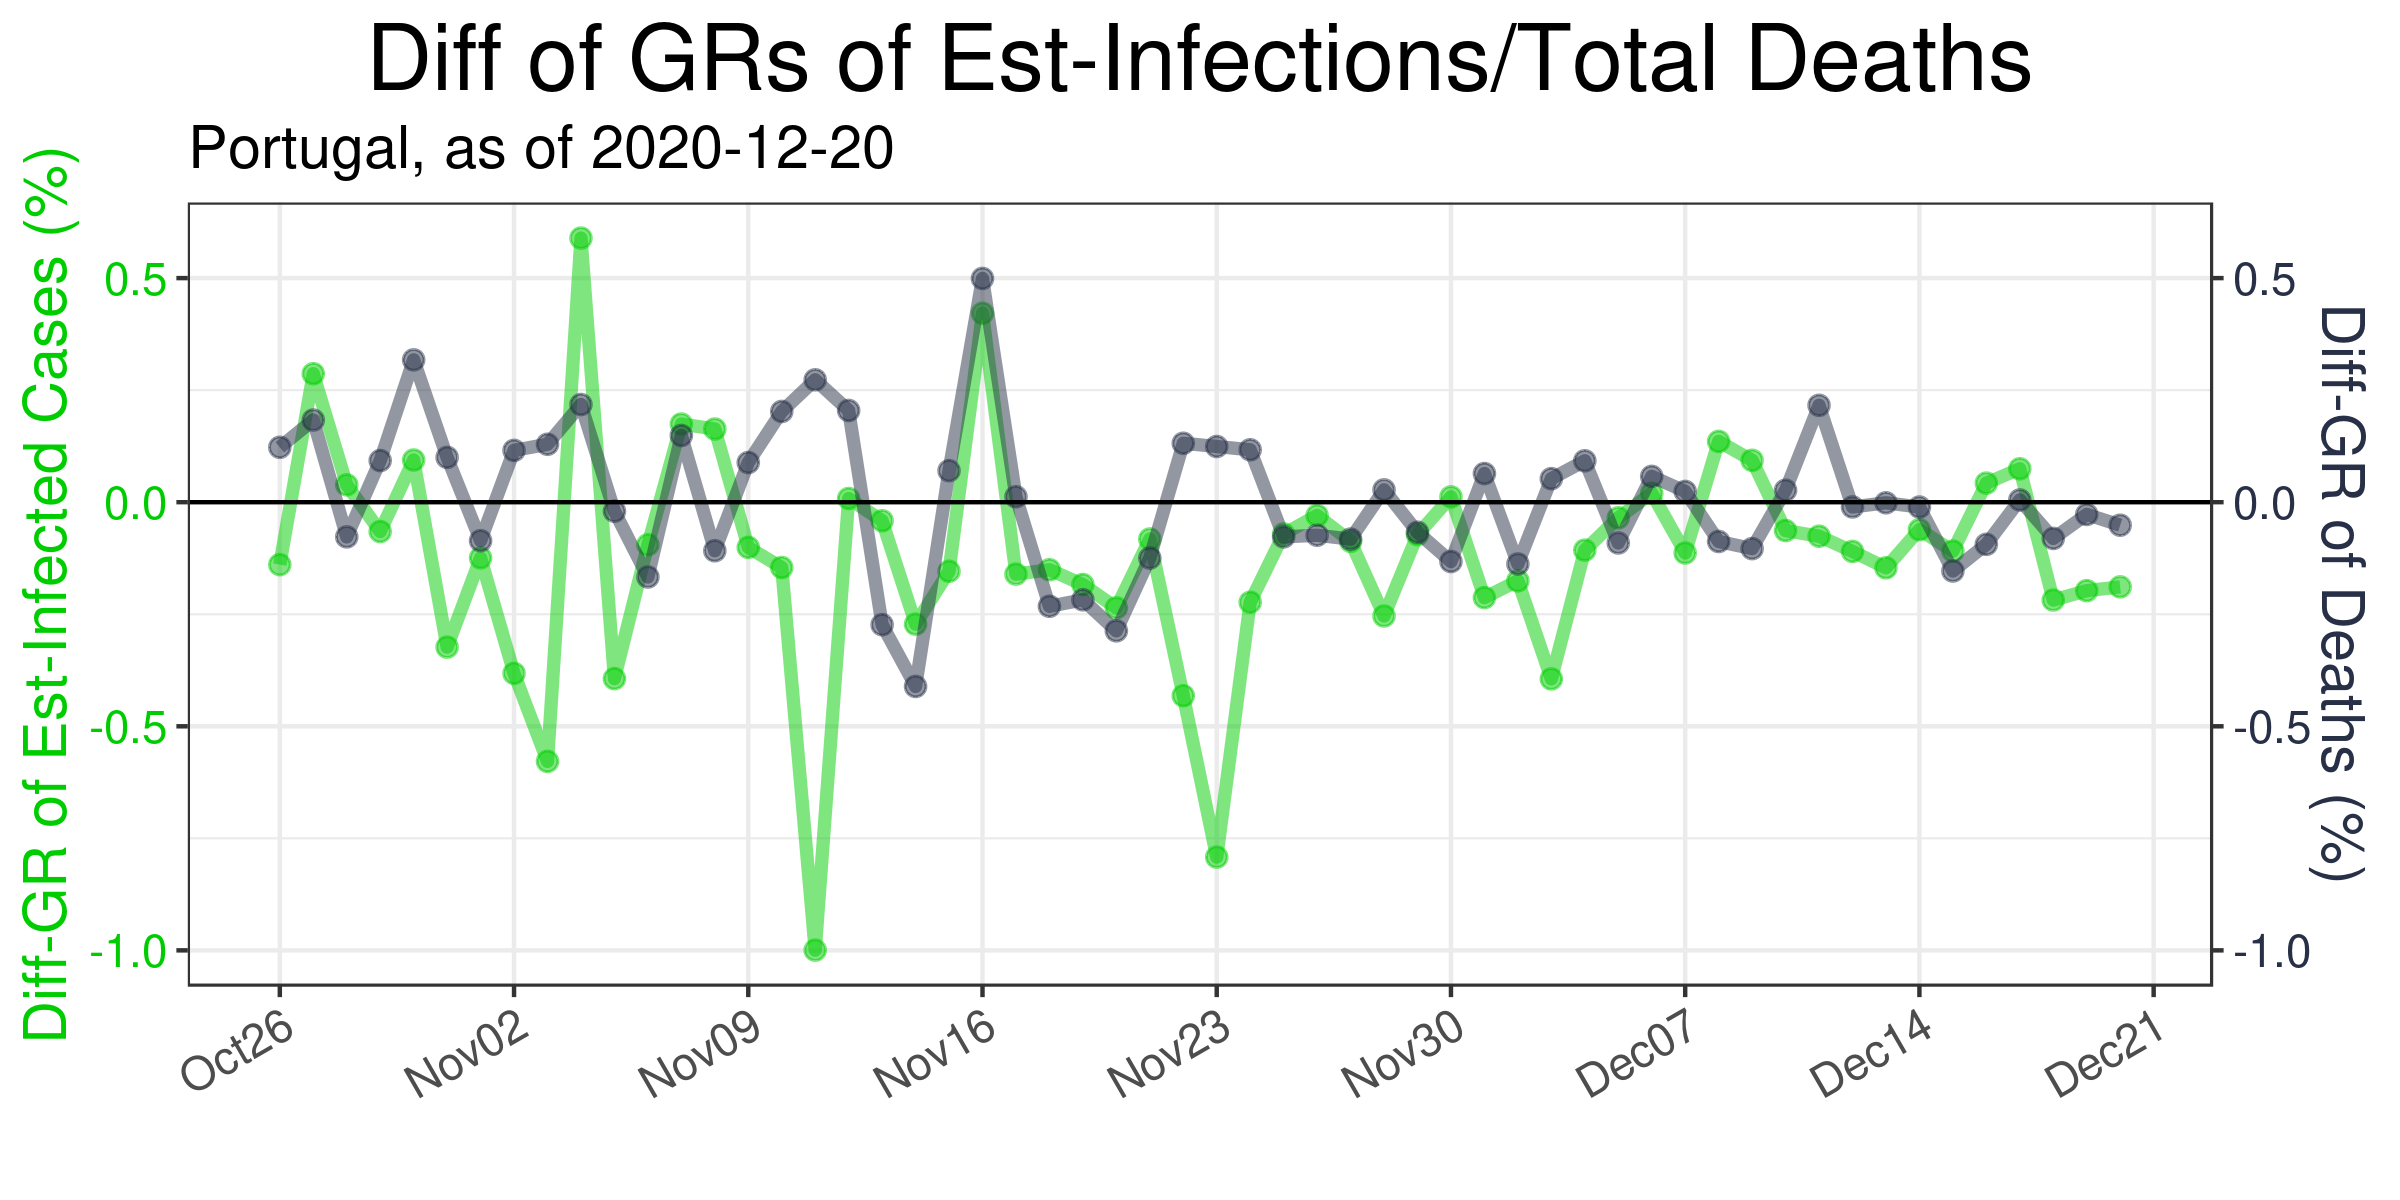 Diff of GRs of Est-Infections/Total Deaths
Portugal, as of 2020-12-20
Diff-GR of Est-Infected Cases (%)
0.5
0.0
-0.5
-1.0
0.5
0.0
-0.5
-1.0
Diff-GR of Deaths (%)
Oct26
Nov02
Nov09
Nov16
Nov23
Nov30
Dec07
Dec14
Dec21